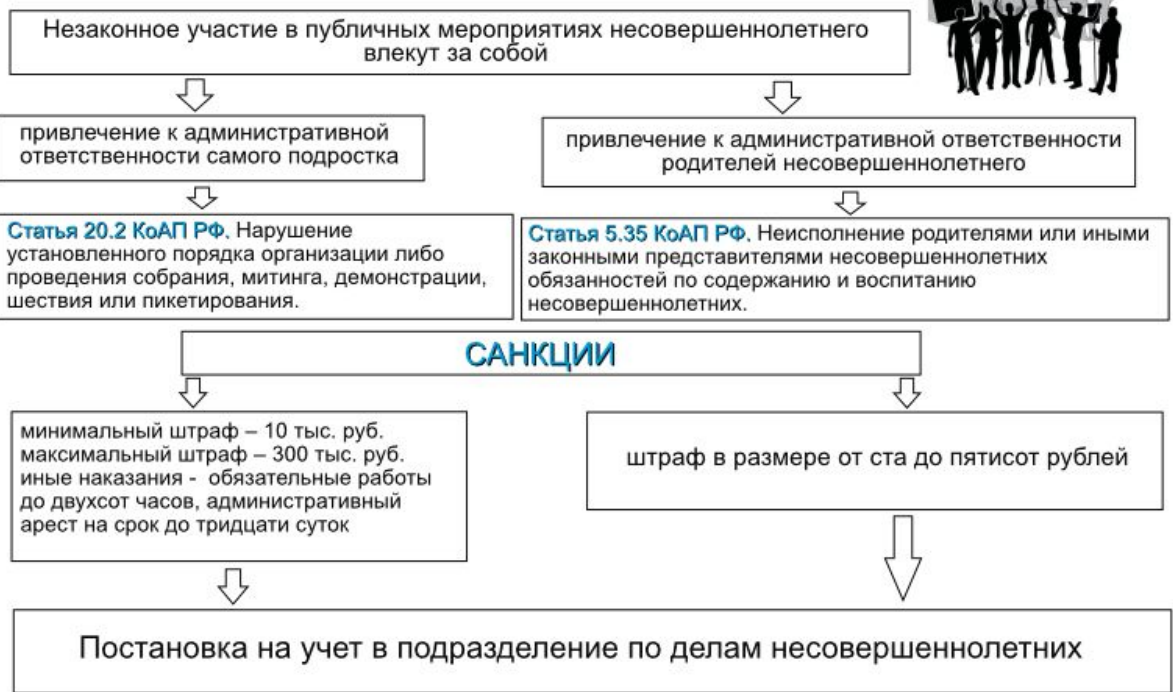 Незаконное участие в публичных мероприятиях несовершеннолетнего
влекут за собой
привлечение к административной
ответственности самого подростка
привлечение к административной ответственности
родителей несовершеннолетнего
Статья 20.2 КоАП РФ. Нарушение
установленного порядка организации либо
проведения собрания, митинга, демонстрации,
шествия или пикетирования.
Статья 5.35 КоАП РФ. Неисполнение родителями или иными
законными представителями несовершеннолетних
обязанностей по содержанию и воспитанию
несовершеннолетних.
САНКЦИИ
минимальный штраф – 10 тыс. руб.
максимальный штраф – 300 тыс. руб.
иные наказания - обязательные работы
до двухсот часов, административный
арест на срок до тридцати суток
штраф в размере от ста до пятисот рублей
Постановка на учет в подразделение по делам несовершеннолетних